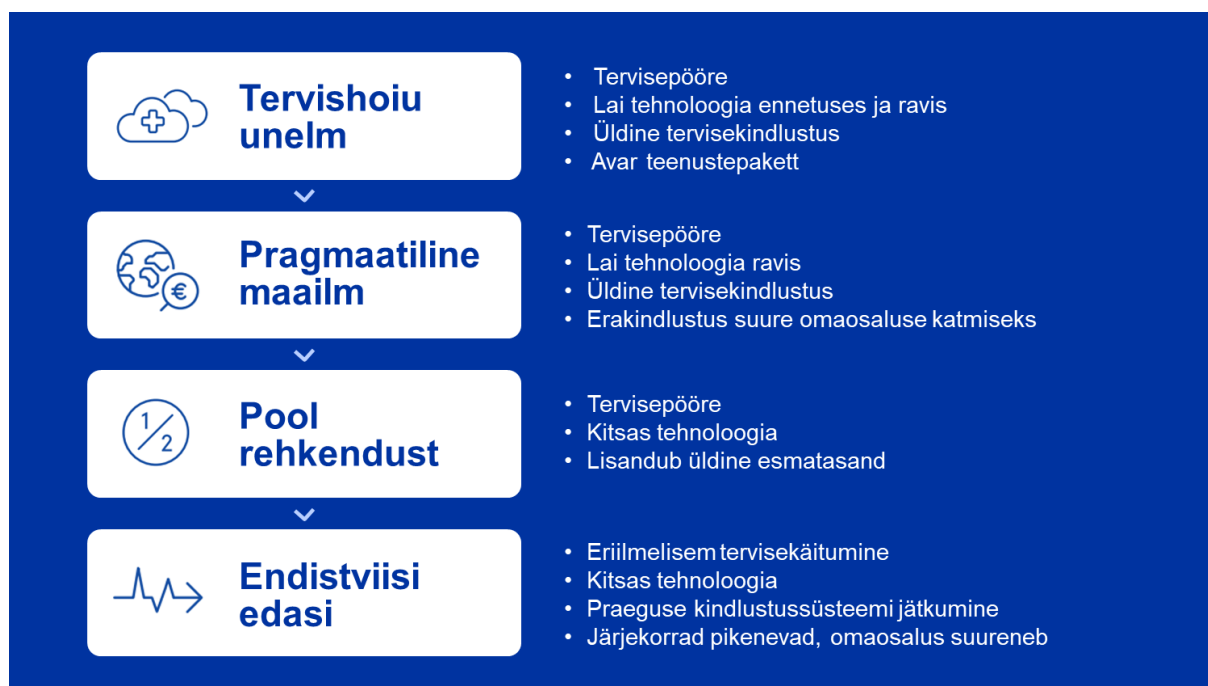 Tervishoiu
unelm
• Tervisepööre
• Lai tehnoloogia ennetuses ja ravis
• Üldine tervisekindlustus
• Avar teenustepakett
Pragmaatiline
maailm
€
• Tervisepööre
• Lai tehnoloogia ravis
• Üldine tervisekindlustus
• Erakindlustus suure omaosaluse katmiseks
1/2
Pool
rehkendust
• Tervisepööre
• Kitsas tehnoloogia
• Lisandub üldine esmatasand
Endistviisi
edasi
• Eriilmelisem tervisekäitumine
• Kitsas tehnoloogia
• Praeguse kindlustussüsteemi jätkumine
• Järjekorrad pikenevad, omaosalus suureneb